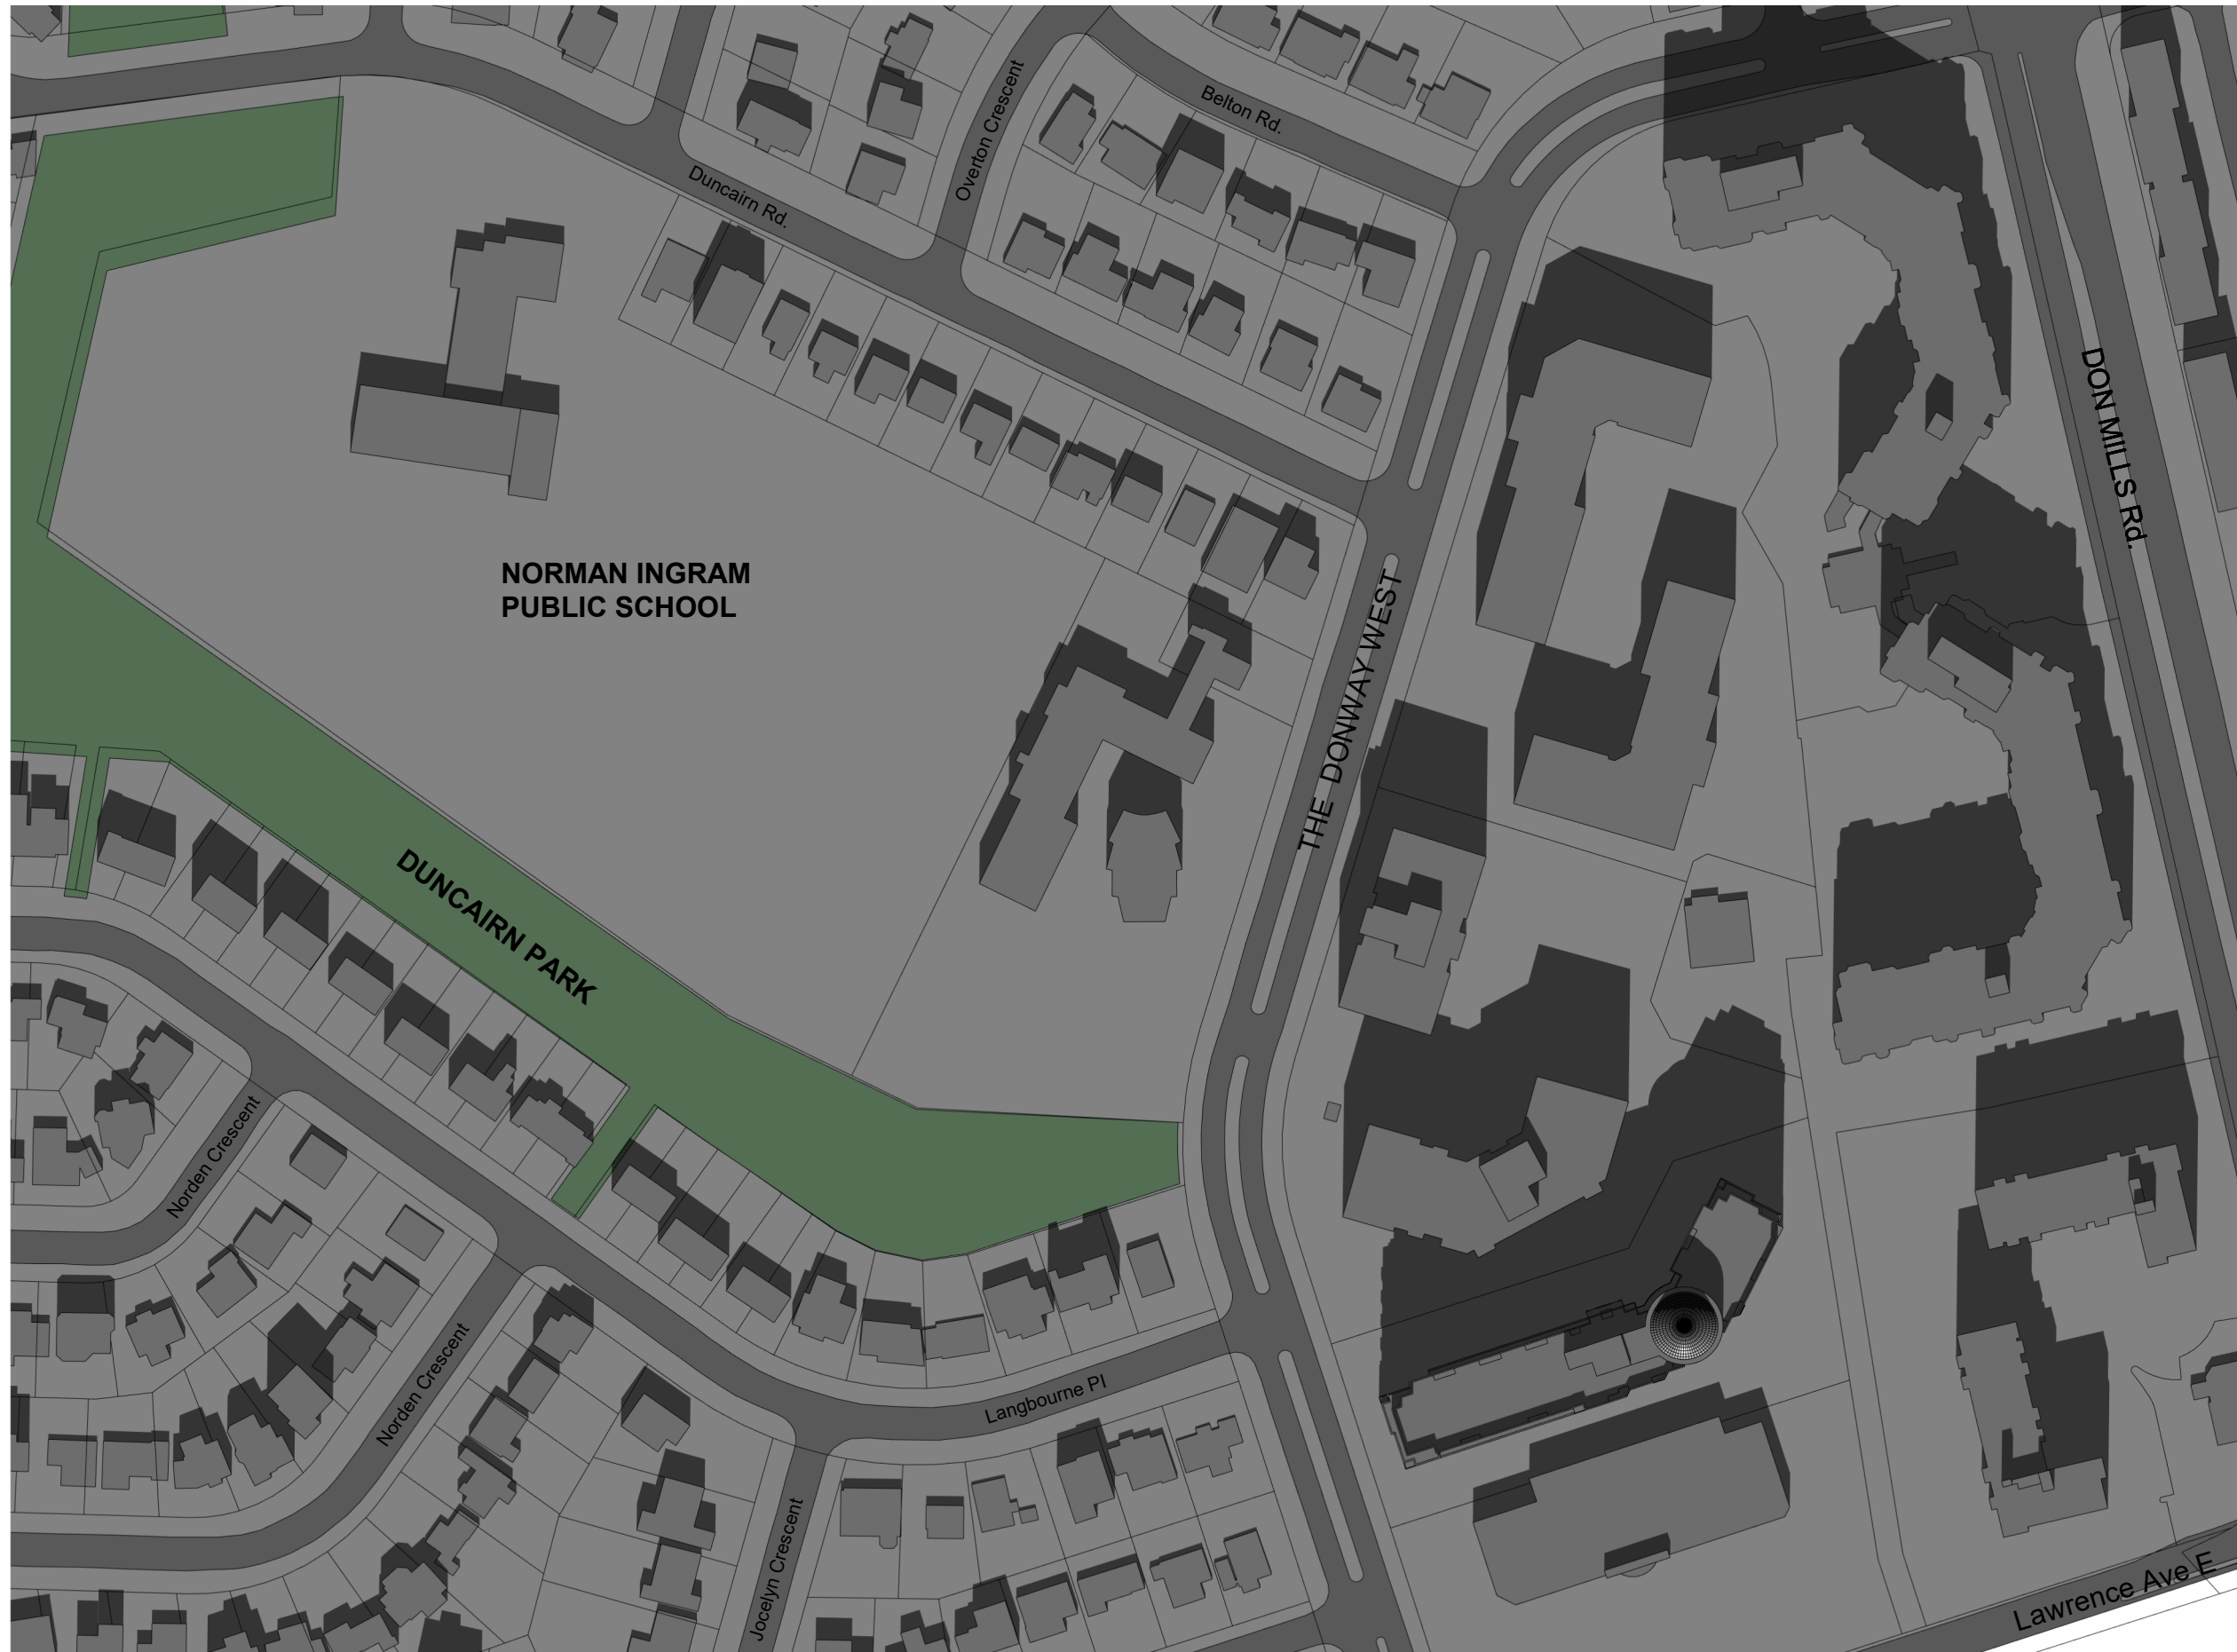 Belton Rd.
Overton Crescent
Duncairn Rd.
DON MILLS Rd.
NORMAN INGRAM
PUBLIC SCHOOL
THE DONWAY WEST
DUNCAIRN PARK
Norden Crescent
Norden Crescent
Langbourne Pl
Jocelyn Crescent
Lawrence Ave E